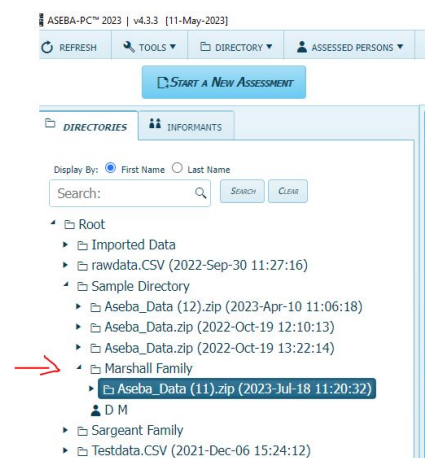 ASEBA-PC™ 2023 | v4.3.3 [11-May-2023]
REFRESH TOOLS ▼ DIRECTORY ▼ ASSESSED PERSONS ▼
START A NEW ASSESSMENT
DIRECTORIES INFORMANTS
Display By: First Name Last Name
Search: SEARCH CLEAR
Root
Imported Data
rawdata.CSV (2022-Sep-30 11:27:16)
Sample Directory
Aseba_Data (12).zip (2023-Apr-10 11:06:18)
Aseba_Data.zip (2022-Oct-19 12:10:13)
Aseba_Data.zip (2022-Oct-19 13:22:14)
Marshall Family
Aseba_Data (11).zip (2023-Jul-18 11:20:32)
D M
Sargeant Family
Testdata.CSV (2021-Dec-06 15:24:12)